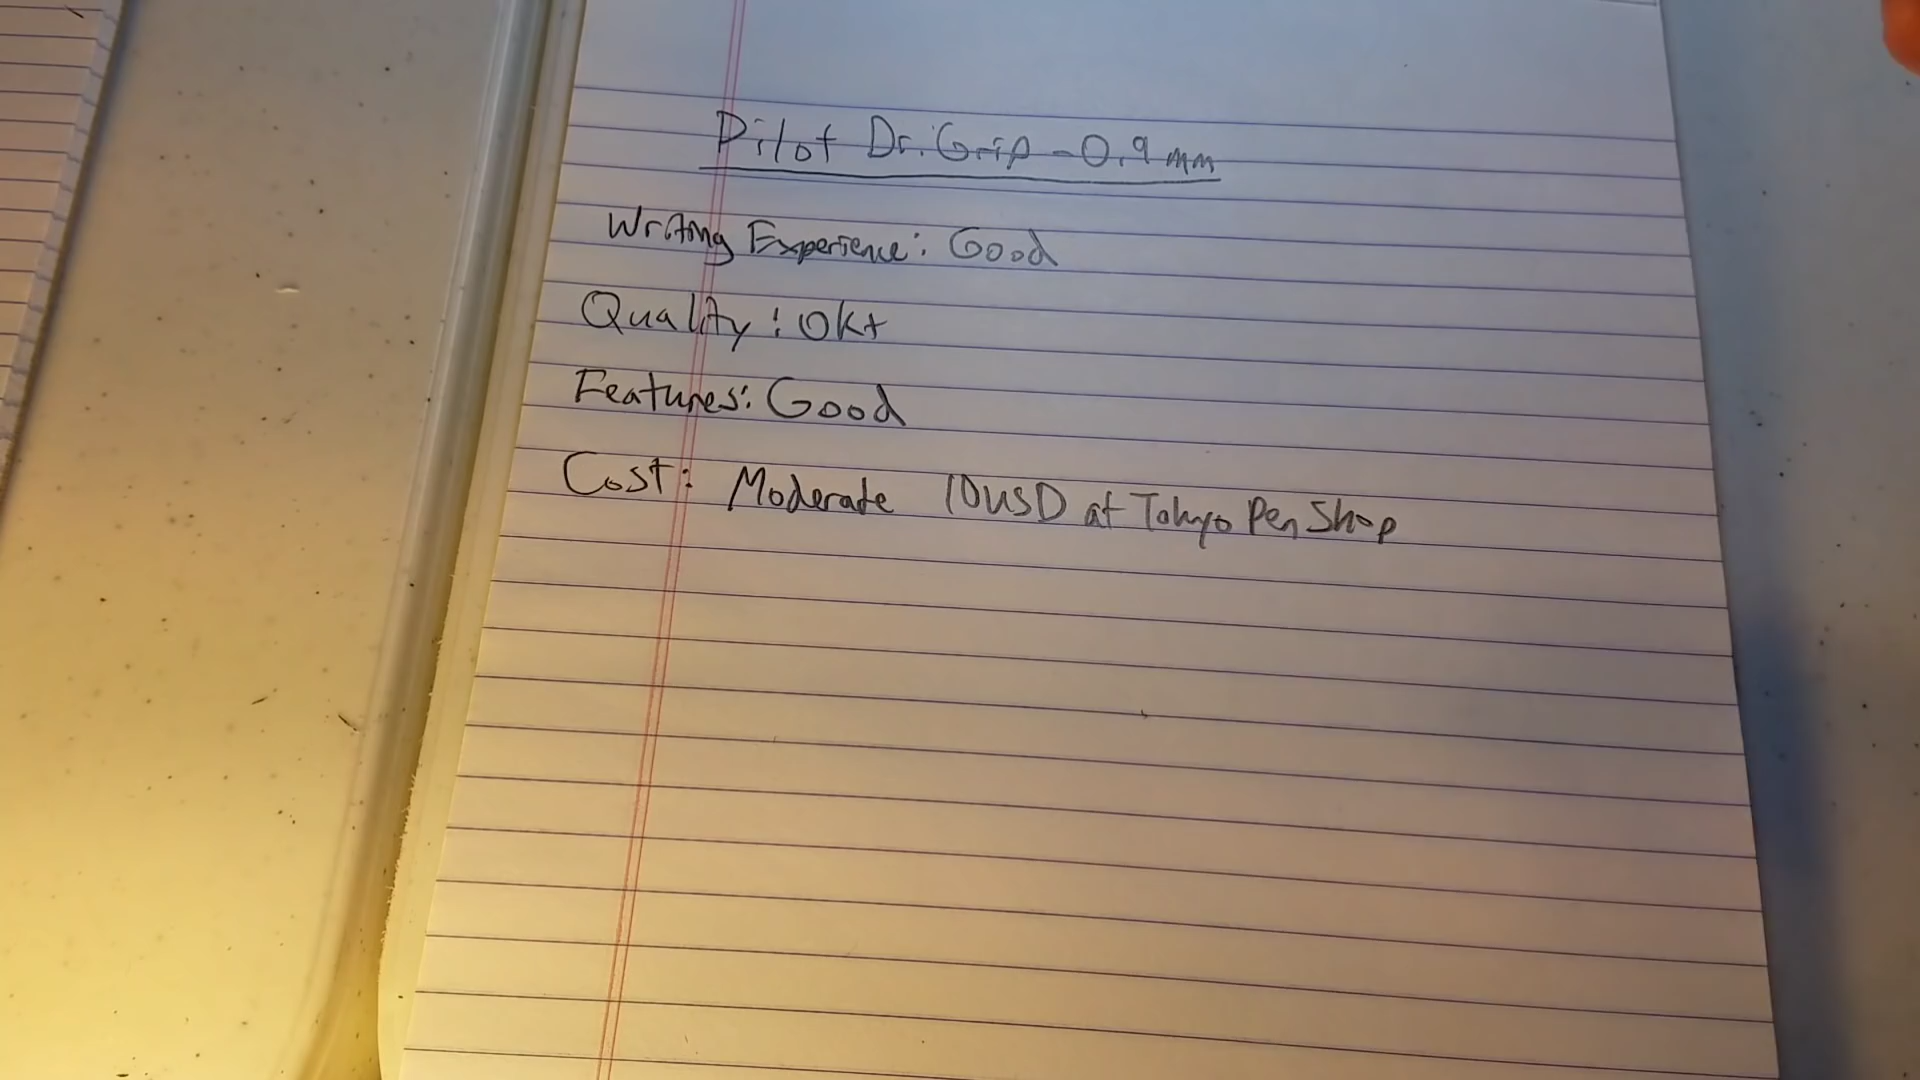 Pilot Dr. Grip - 0.9 mm
Writing Experience: Good
Quality: Ok+
Features: Good
Cost: Moderate 10USD at Tokyo Pen Shop